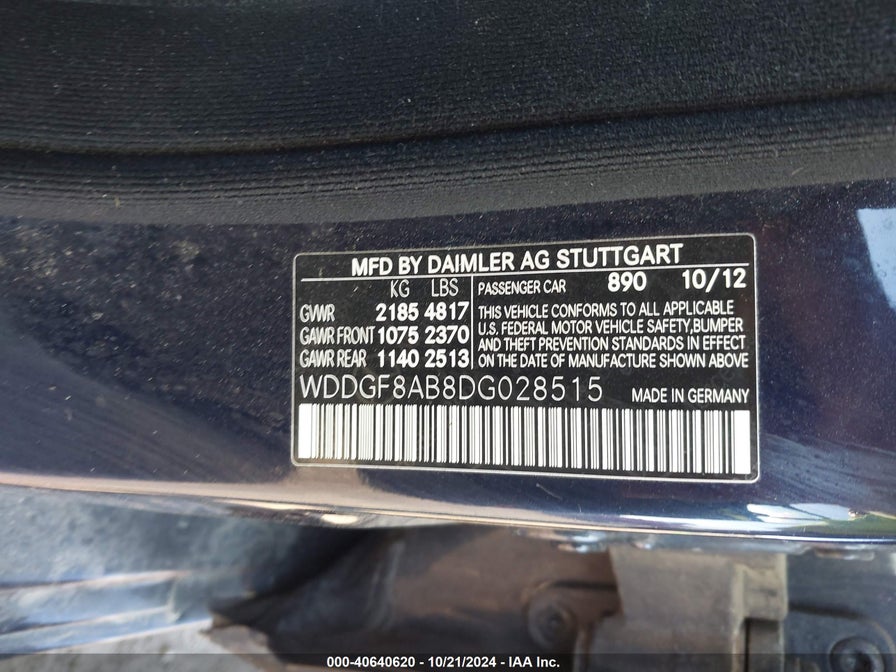 MFD BY DAIMLER AG STUTTGART
KG LBS
GVWR 2185 4817
GAWR FRONT 1075 2370
GAWR REAR 1140 2513
PASSENGER CAR 890 10/12
THIS VEHICLE CONFORMS TO ALL APPLICABLE
U.S. FEDERAL MOTOR VEHICLE SAFETY,BUMPER
AND THEFT PREVENTION STANDARDS IN EFFECT
ON THE DATE OF MANUFACTURE SHOWN ABOVE
WDDGF8AB8DG028515 MADE IN GERMANY
000-40640620 - 10/21/2024 - IAA Inc.